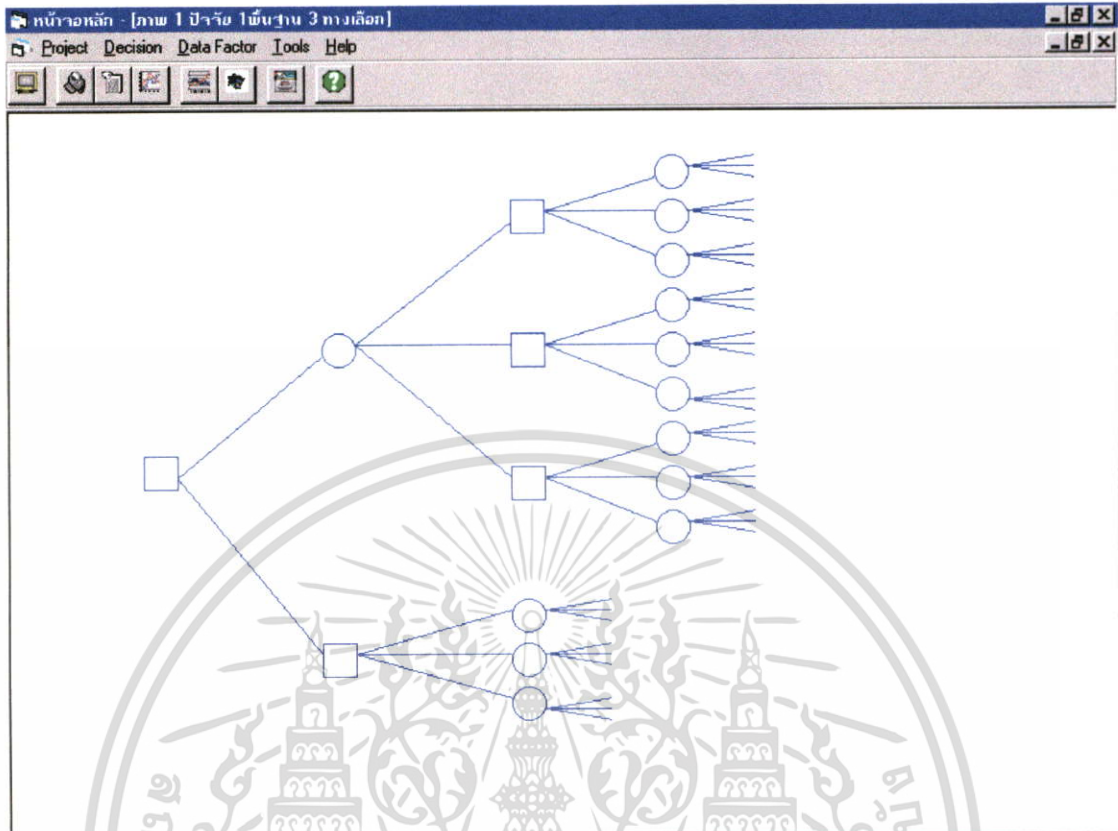 หน้าจอหลัก - [ภาพ 1 ปัจจัย 1พื้นฐาน 3 ทางเลือก]
Project Decision Data Factor Tools Help